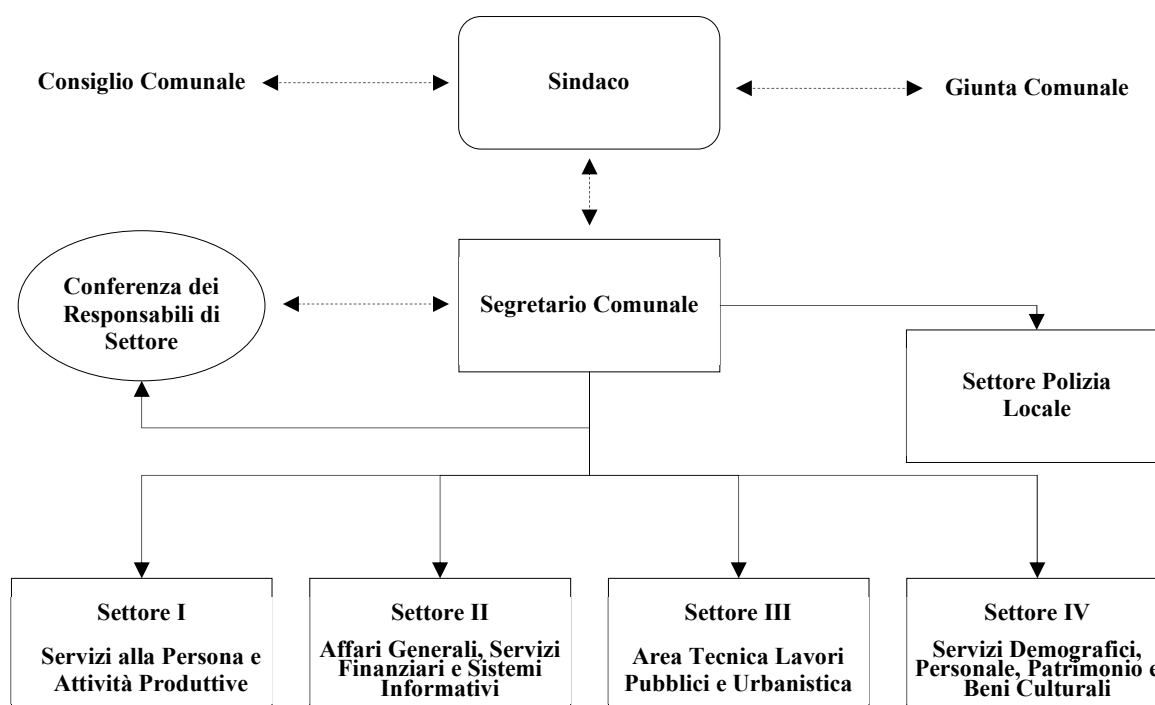 Sindaco
Consiglio Comunale
Giunta Comunale
Conferenza dei
Responsabili di
Settore
Segretario Comunale
Settore Polizia
Locale
Settore I
Servizi alla Persona e
Attività Produttive
Settore II
Affari Generali, Servizi
Finanziari e Sistemi
Informativi
Settore III
Area Tecnica Lavori
Pubblici e Urbanistica
Settore IV
Servizi Demografici,
Personale, Patrimonio e
Beni Culturali